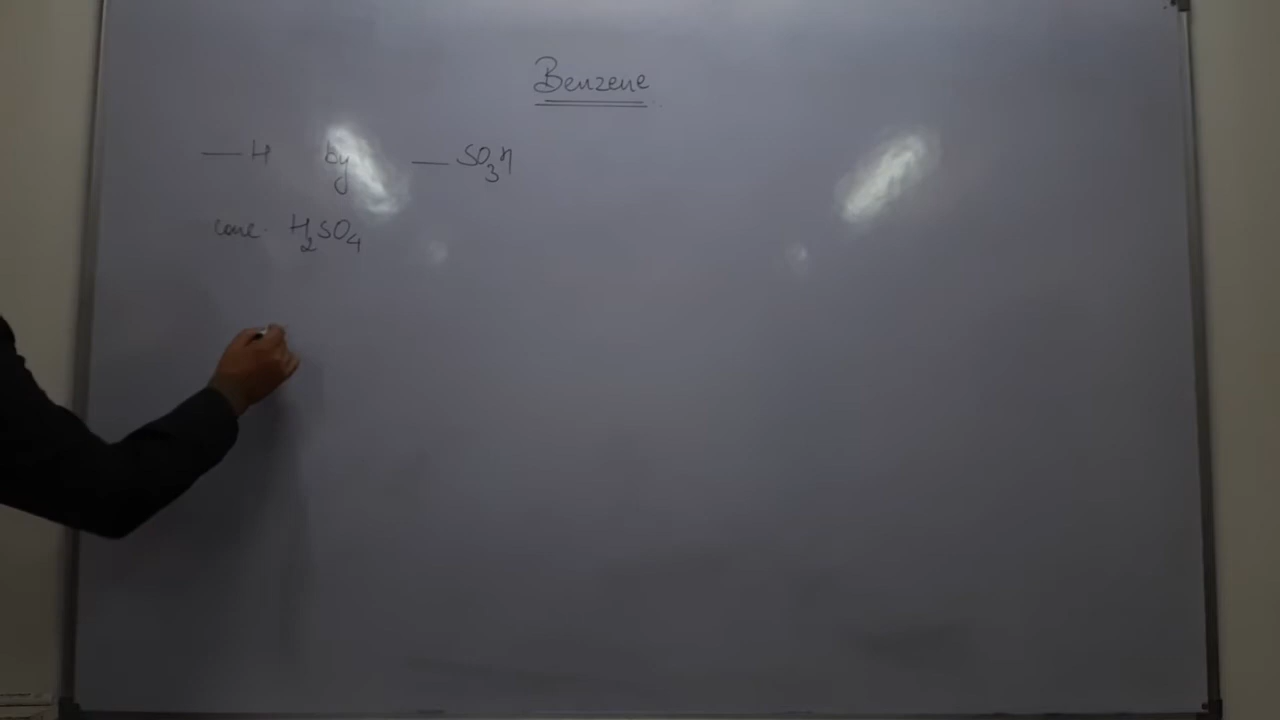 Benzene
— H by — SO3H
conc. H2SO4